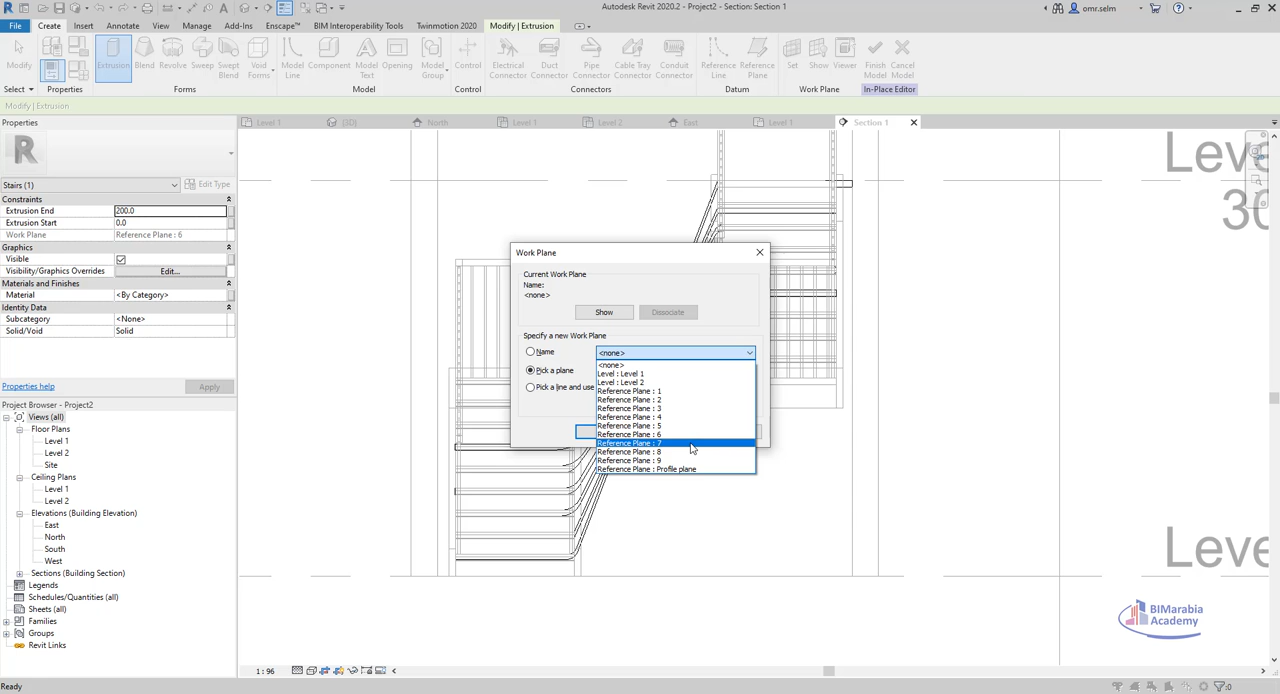 Autodesk Revit 2020.2 - Project2 - Section: Section 1
omr.selm
File Create Insert Annotate View Manage Add-Ins Enscape™ BIM Interoperability Tools Twinmotion 2020 Modify | Extrusion
Modify Extrusion Blend Revolve Sweep Swept Blend Void Forms Model Line Component Model Text Opening Model Group Control Electrical Connector Duct Connector Pipe Connector Cable Tray Connector Conduit Connector Reference Line Reference Plane Set Show Viewer Finish Model Cancel Model
Select Properties Forms Model Control Connectors Datum Work Plane In-Place Editor
Modify | Extrusion
Properties
Level 1 {3D} North Level 1 Level 2 East Level 1 Section 1
Stairs (1) Edit Type
Constraints
Extrusion End 200.0
Extrusion Start 0.0
Work Plane Reference Plane : 6
Graphics
Visible
Visibility/Graphics Overrides Edit...
Materials and Finishes
Material <By Category>
Identity Data
Subcategory <None>
Solid/Void Solid
Properties help Apply
Project Browser - Project2
Views (all)
Floor Plans
Level 1
Level 2
Site
Ceiling Plans
Level 1
Level 2
Elevations (Building Elevation)
East
North
South
West
Sections (Building Section)
Legends
Schedules/Quantities (all)
Sheets (all)
Families
Groups
Revit Links
Work Plane
Current Work Plane
Name:
<none>
Show Dissociate
Specify a new Work Plane
Name <none>
Pick a plane
Pick a line and use
<none>
Level : Level 1
Level : Level 2
Reference Plane : 1
Reference Plane : 2
Reference Plane : 3
Reference Plane : 4
Reference Plane : 5
Reference Plane : 6
Reference Plane : 7
Reference Plane : 8
Reference Plane : 9
Reference Plane : Profile plane
30
BIMarabia
Academy
1 : 96
Ready
:0